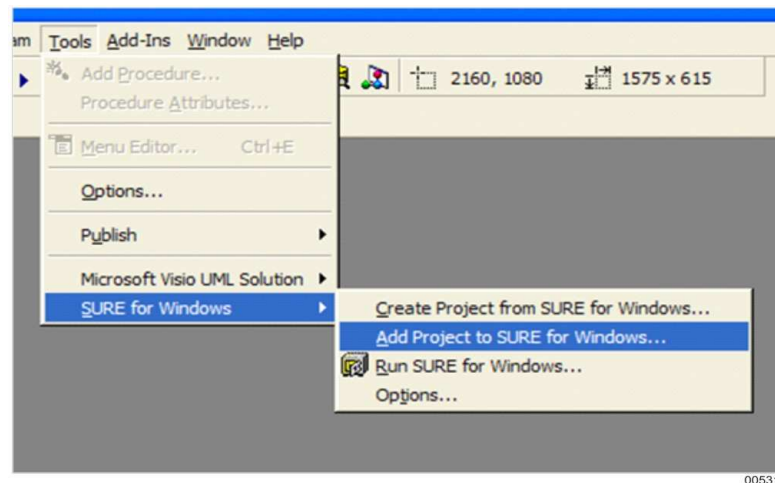 am Tools Add-Ins Window Help
Add Procedure... 2160, 1080 1575 x 615
Procedure Attributes...
Menu Editor... Ctrl+E
Options...
Publish
Microsoft Visio UML Solution
SURE for Windows
Create Project from SURE for Windows...
Add Project to SURE for Windows...
Run SURE for Windows...
Options...
0053